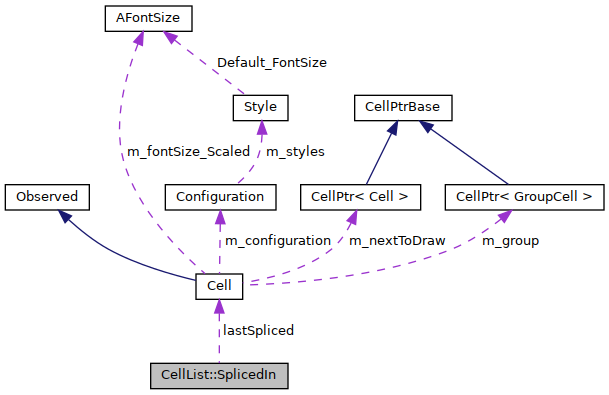 AFontSize
Default_FontSize
Style
CellPtrBase
m_fontSize_Scaled
m_styles
Observed
Configuration
CellPtr< Cell >
CellPtr< GroupCell >
m_configuration
m_nextToDraw
m_group
Cell
lastSpliced
CellList::SplicedIn